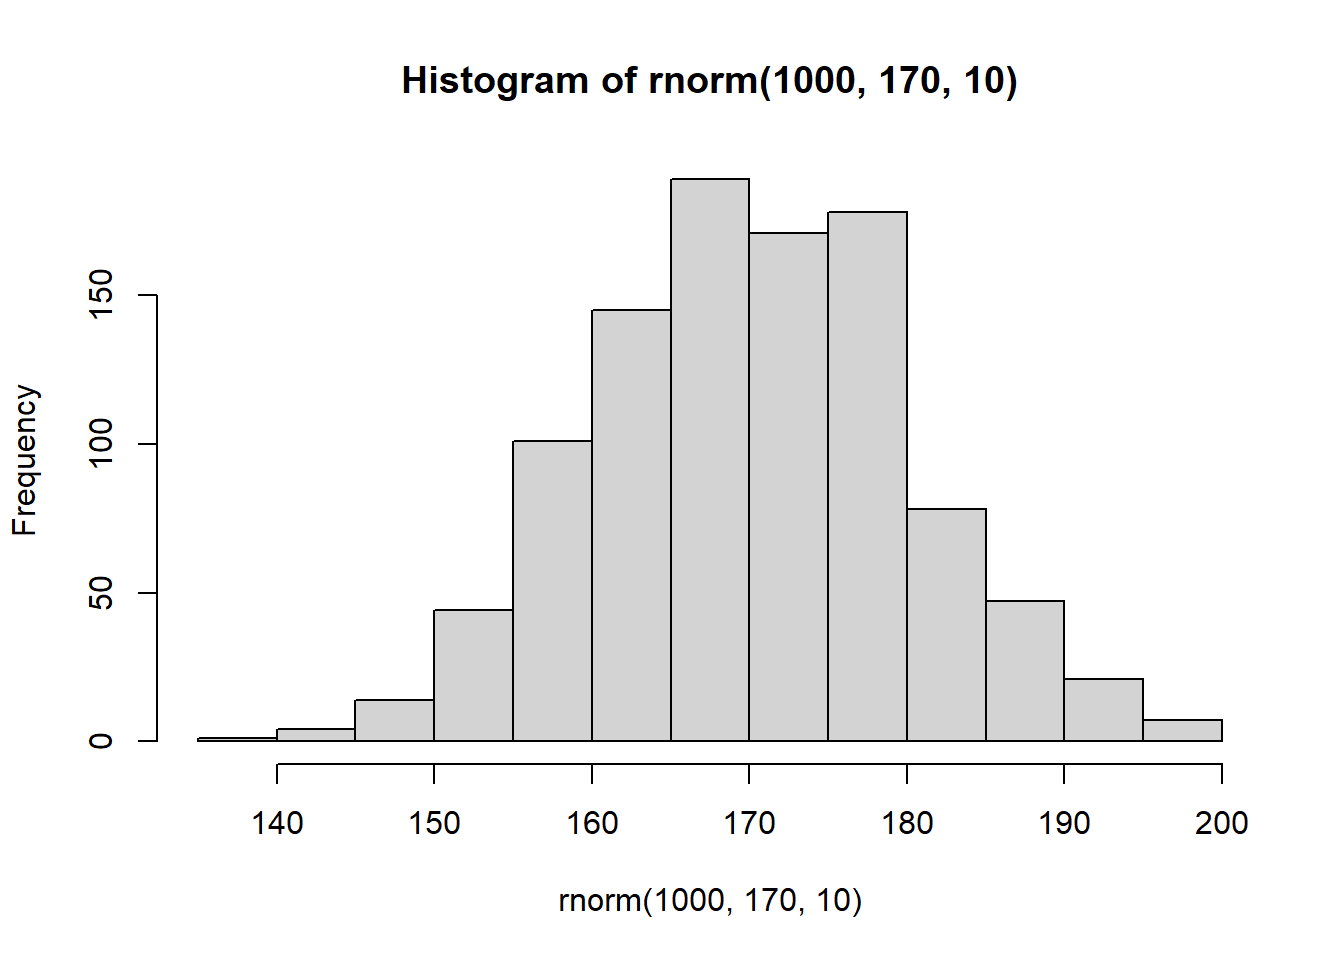 Histogram of rnorm(1000, 170, 10)
Frequency
150
100
50
0
140 150 160 170 180 190 200
rnorm(1000, 170, 10)